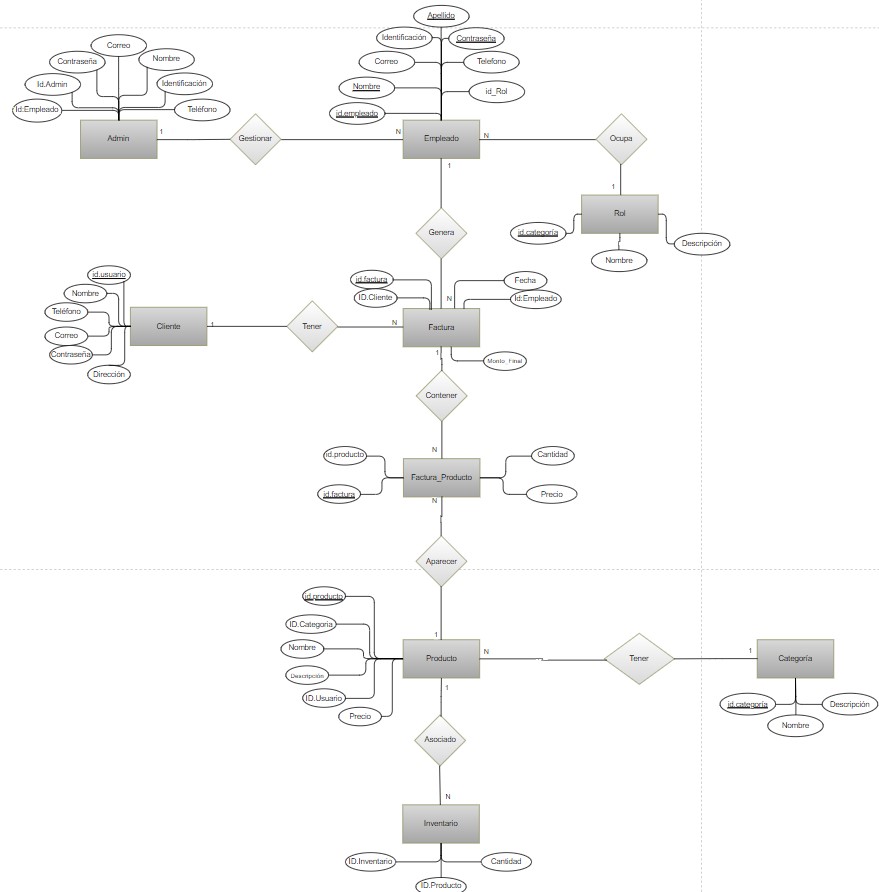 Apellido
Identificación
Contraseña
Correo
Telefono
Nombre
id_Rol
id.empleado
Correo
Contraseña
Nombre
Id.Admin
Identificación
Id:Empleado
Teléfono
Admin
1
Gestionar
N
Empleado
N
Ocupa
1
1
Rol
id.categoría
Nombre
Descripción
Genera
id.usuario
Nombre
Teléfono
Correo
Contraseña
Dirección
Cliente
1
Tener
N
id.factura
ID.Cliente
N
Fecha
Id:Empleado
Factura
1
Monto_Final
Contener
N
id.producto
id.factura
Factura_Producto
Cantidad
Precio
N
Aparecer
id.producto
ID.Categoria
Nombre
Descripción
ID.Usuario
Precio
1
Producto
N
Tener
1
Categoría
id.categoría
Nombre
Descripción
1
Asociado
N
Inventario
ID.Inventario
Cantidad
ID.Producto